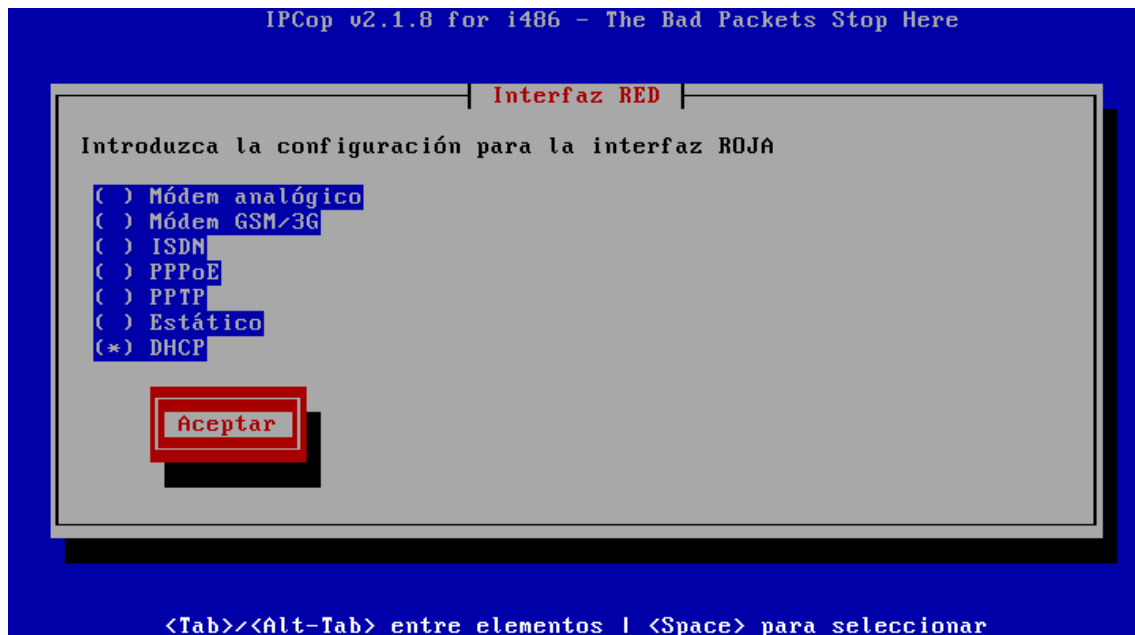 IPCop v2.1.8 for i486 - The Bad Packets Stop Here
Interfaz RED
Introduzca la configuración para la interfaz ROJA
( ) Módem analógico
( ) Módem GSM/3G
( ) ISDN
( ) PPPoE
( ) PPTP
( ) Estático
(*) DHCP
Aceptar
<Tab>/<Alt-Tab> entre elementos | <Space> para seleccionar